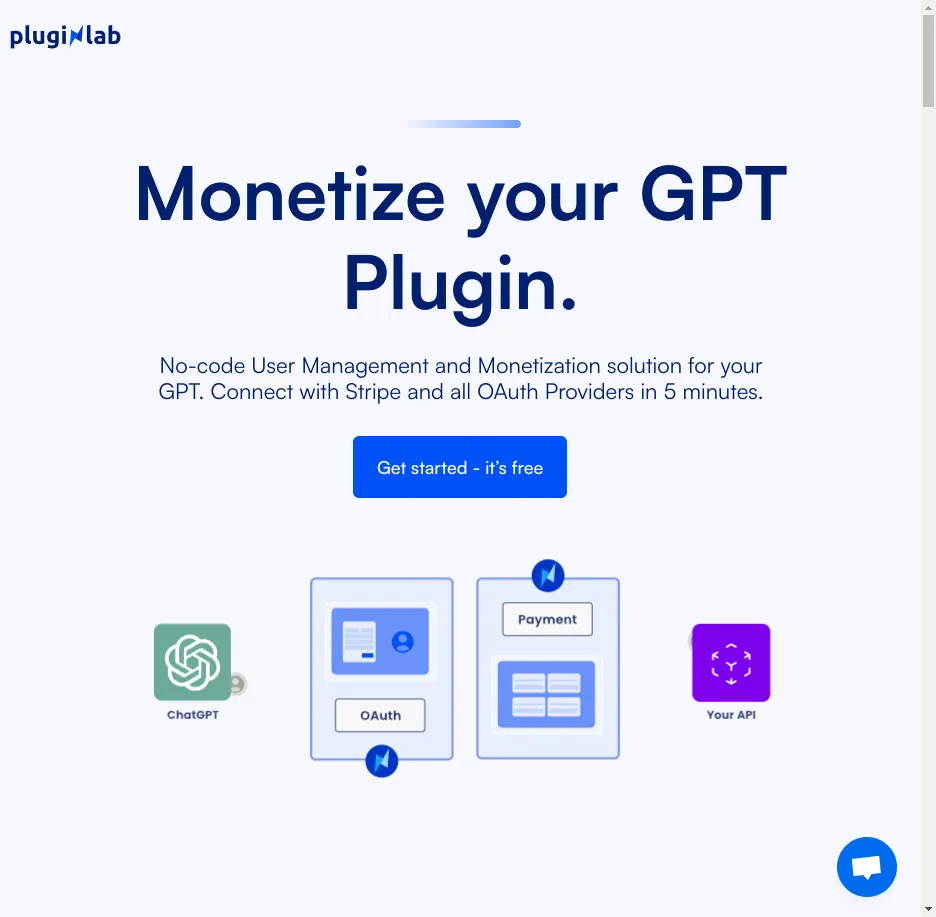 pluginlab
Monetize your GPT
Plugin.
No-code User Management and Monetization solution for your
GPT. Connect with Stripe and all OAuth Providers in 5 minutes.
Get started - it’s free
Payment
OAuth
ChatGPT
Your API